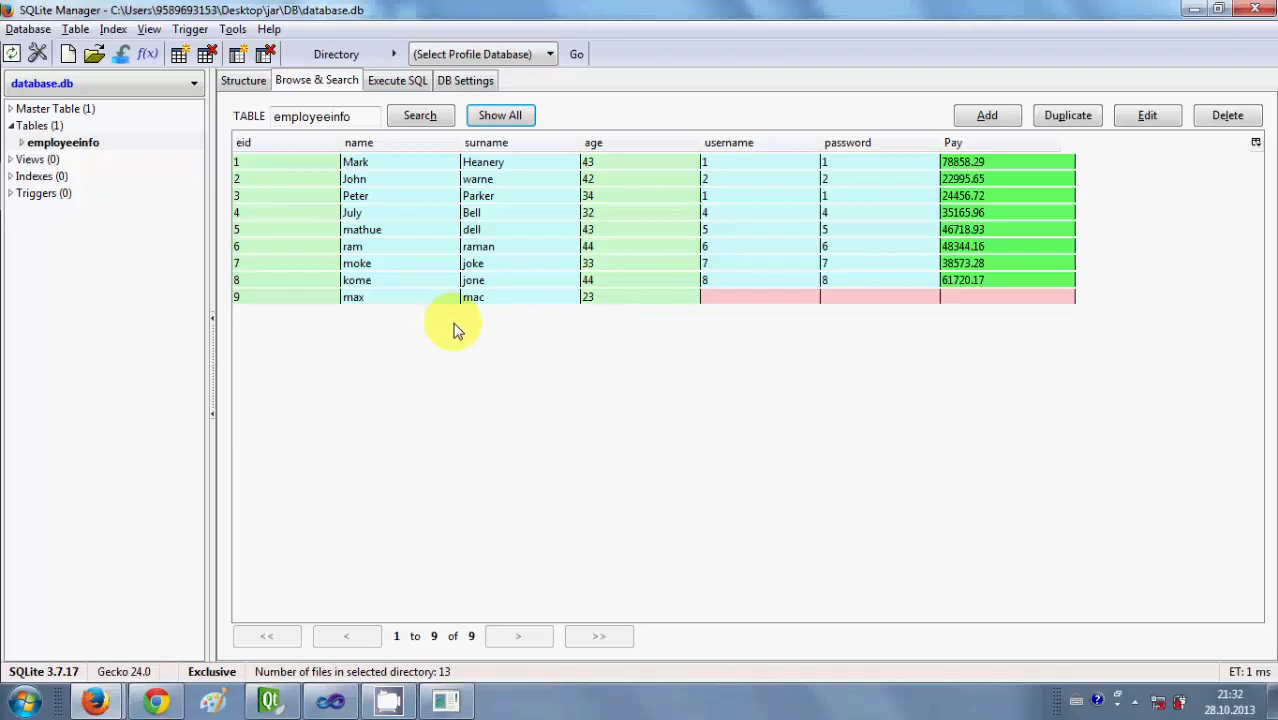 SQLite Manager - C:\Users\9589693153\Desktop\jar\DB\database.db
Database Table Index View Trigger Tools Help
f(x) Directory (Select Profile Database) Go
database.db
Structure Browse & Search Execute SQL DB Settings
Master Table (1)
Tables (1)
employeeinfo
Views (0)
Indexes (0)
Triggers (0)
TABLE employeeinfo Search Show All Add Duplicate Edit Delete
eid name surname age username password Pay
1 Mark Heanery 43 1 1 78858.29
2 John warne 42 2 2 22995.65
3 Peter Parker 34 1 1 24456.72
4 July Bell 32 4 4 35165.96
5 mathue dell 43 5 5 46718.93
6 ram raman 44 6 6 48344.16
7 moke joke 33 7 7 38573.28
8 kome jone 44 8 8 61720.17
9 max mac 23
<< < 1 to 9 of 9 > >>
SQLite 3.7.17 Gecko 24.0 Exclusive Number of files in selected directory: 13 ET: 1 ms
Qt
21:32
28.10.2013